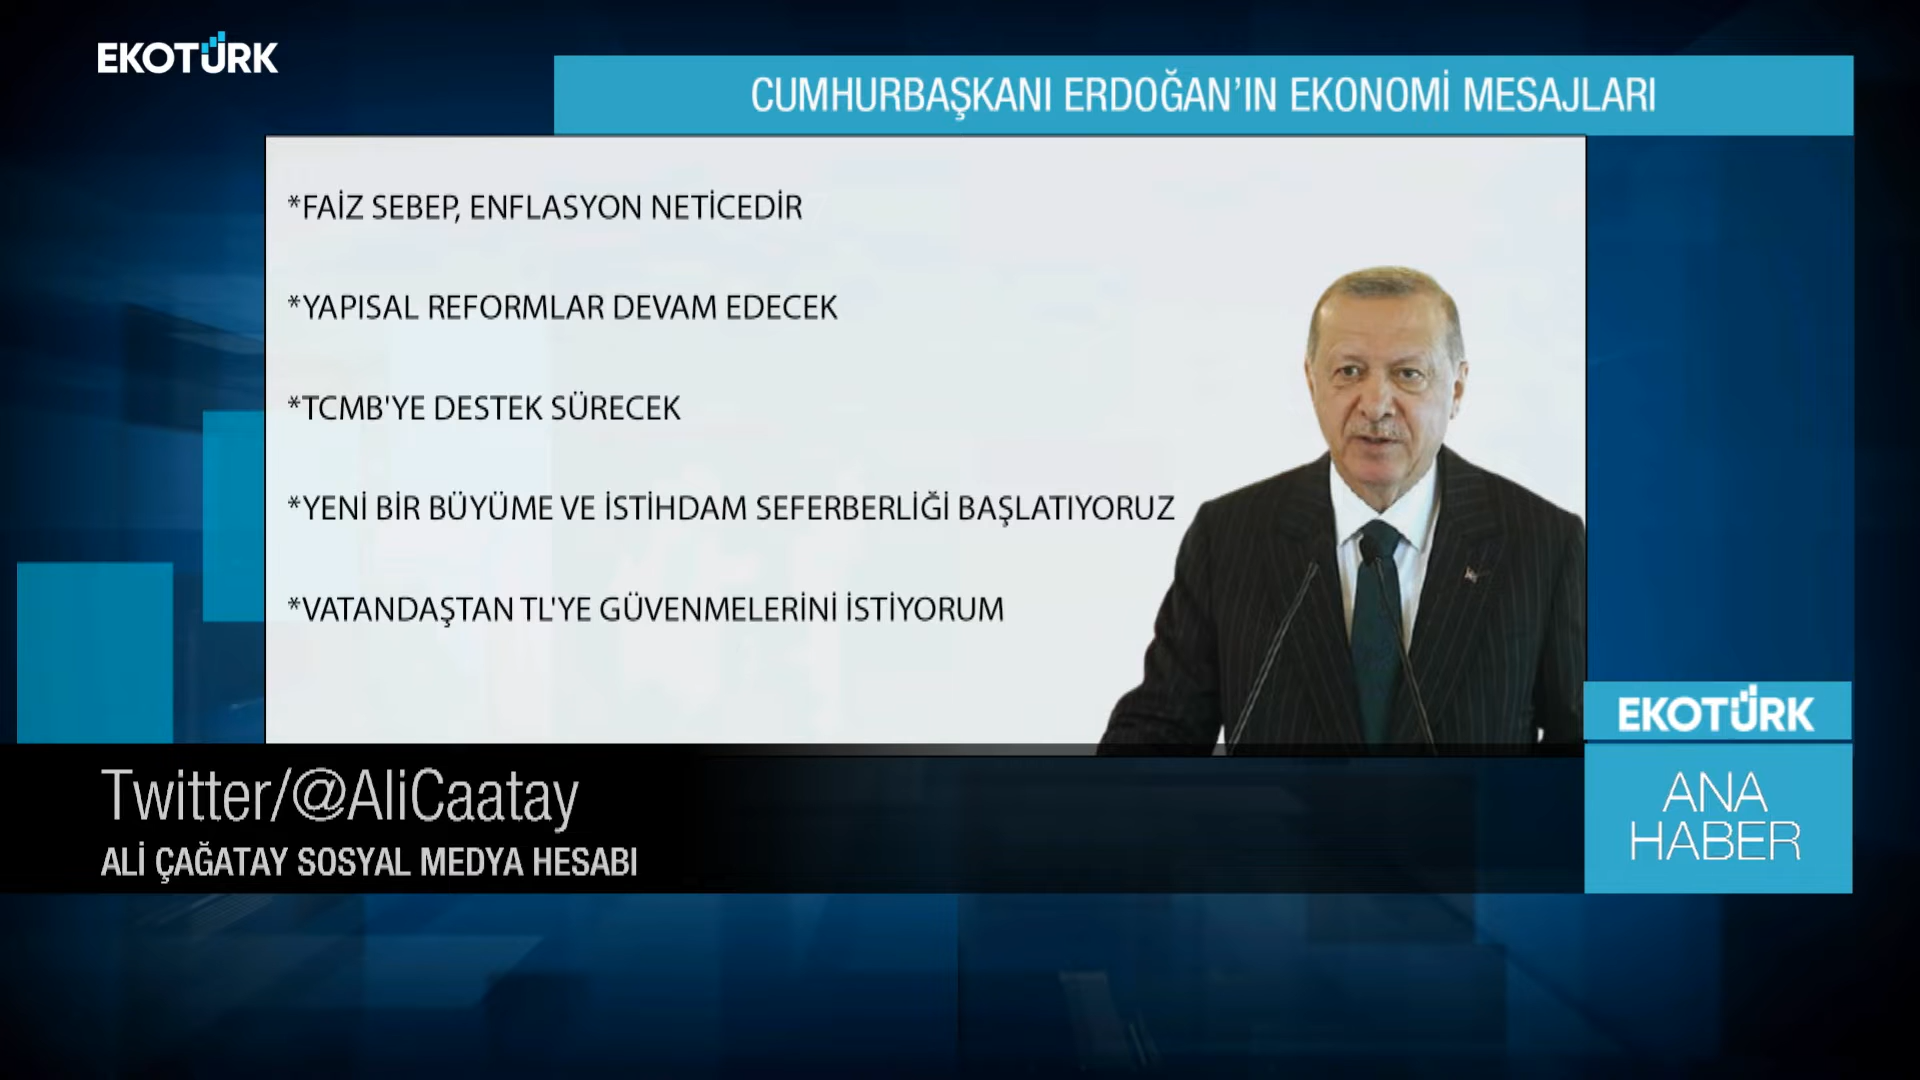 EKOTÜRK
CUMHURBAŞKANI ERDOĞAN'IN EKONOMİ MESAJLARI
*FAİZ SEBEP, ENFLASYON NETİCEDİR
*YAPISAL REFORMLAR DEVAM EDECEK
*TCMB'YE DESTEK SÜRECEK
*YENİ BİR BÜYÜME VE İSTİHDAM SEFERBERLİĞİ BAŞLATIYORUZ
*VATANDAŞTAN TL'YE GÜVENMELERİNİ İSTİYORUM
EKOTÜRK
ANA
HABER
Twitter/@AliCaatay
ALİ ÇAĞATAY SOSYAL MEDYA HESABI